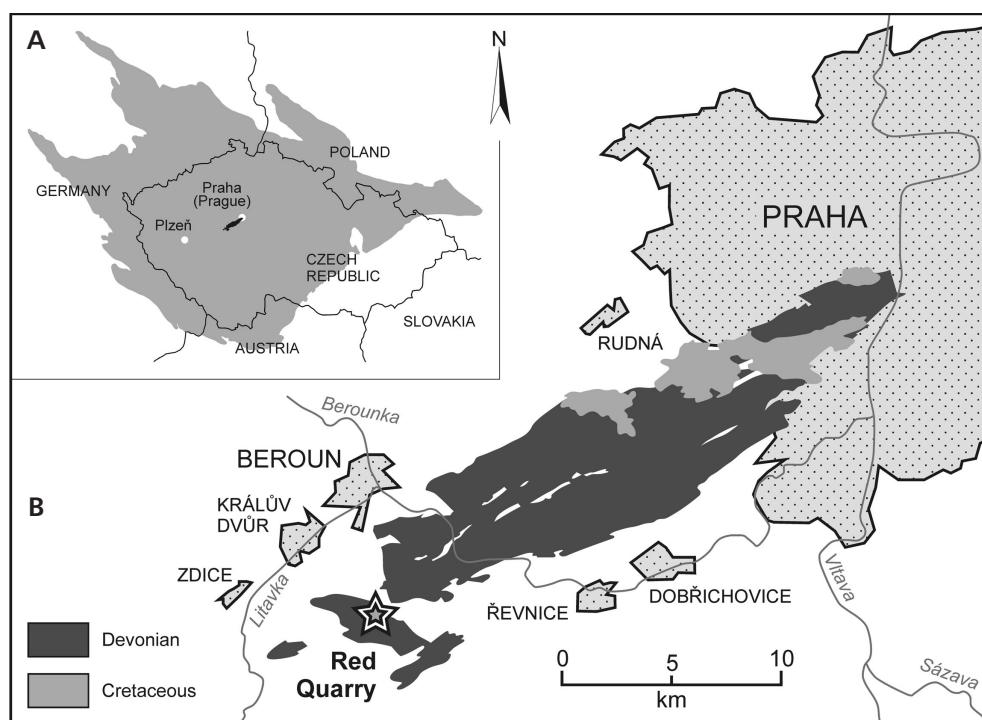 A
N
POLAND
GERMANY
Praha
(Prague)
Plzeň
CZECH
REPUBLIC
SLOVAKIA
AUSTRIA
PRAHA
RUDNÁ
Berounka
BEROUN
B
KRÁLŮV
DVŮR
ZDICE
Litavka
ŘEVNICE
DOBŘICHOVICE
Vltava
Sázava
Red
Quarry
Devonian
Cretaceous
0 5 10
km